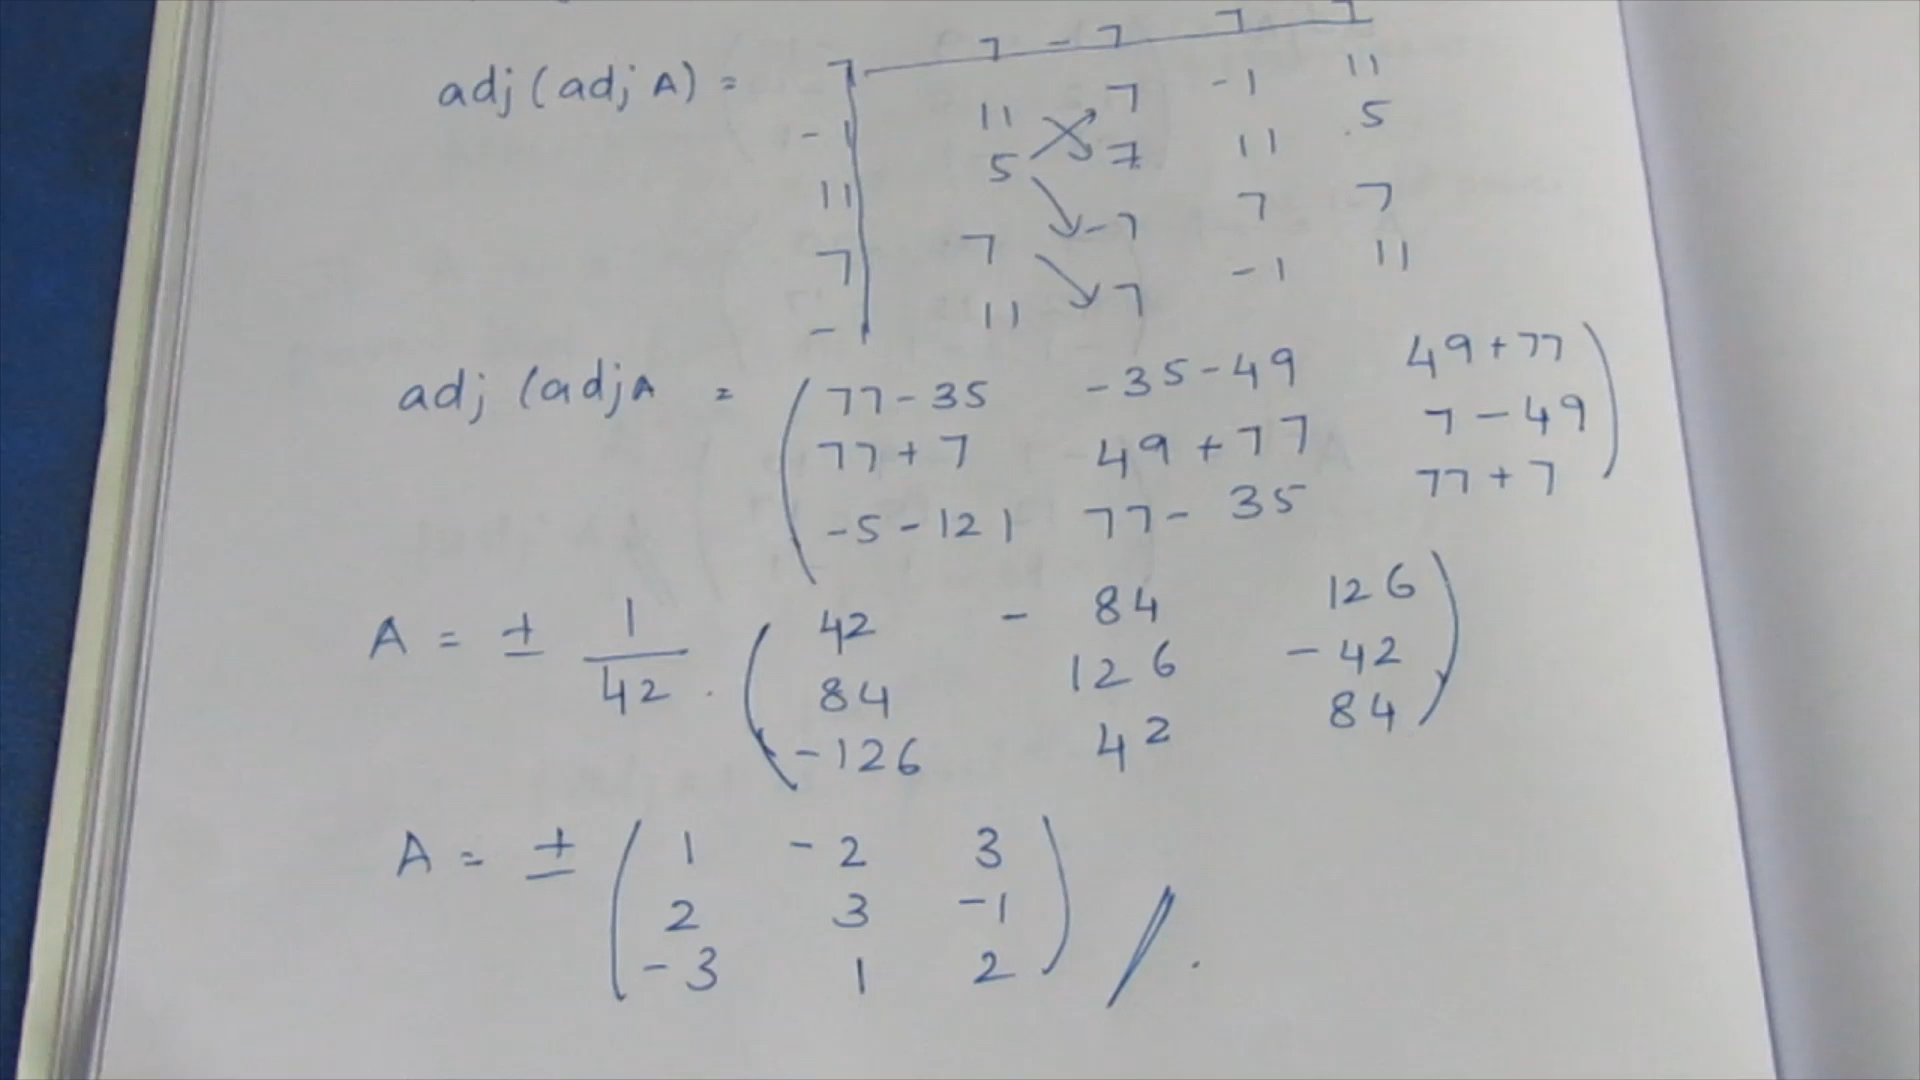 7 - 7 7 7
adj (adj A) = 7
11 7 -1 11
-1 5 7 11 5
11 7 -7 7 7
7 11 7 -1 11
-
adj (adj A = ( 77-35 -35-49 49+77
77+7 49+77 7-49
-5-121 77-35 77+7 )
A = ± 1/42 . ( 42 - 84 126
84 126 -42
-126 42 84 )
A = ± ( 1 -2 3
2 3 -1
-3 1 2 ) //.